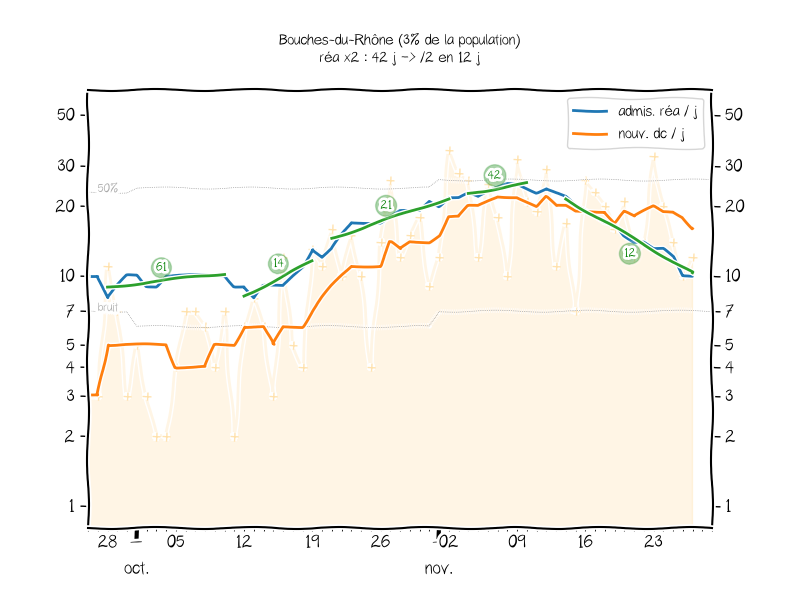 Bouches-du-Rhône (3% de la population)
réa x2 : 42 j -> /2 en 12 j
admis. réa / j
nouv. dc / j
50 50
30 30
20 20
10 10
7 7
5 5
4 4
3 3
2 2
1 1
50%
bruit
61
14
21
42
12
28 05 12 19 26 02 09 16 23
oct. nov.